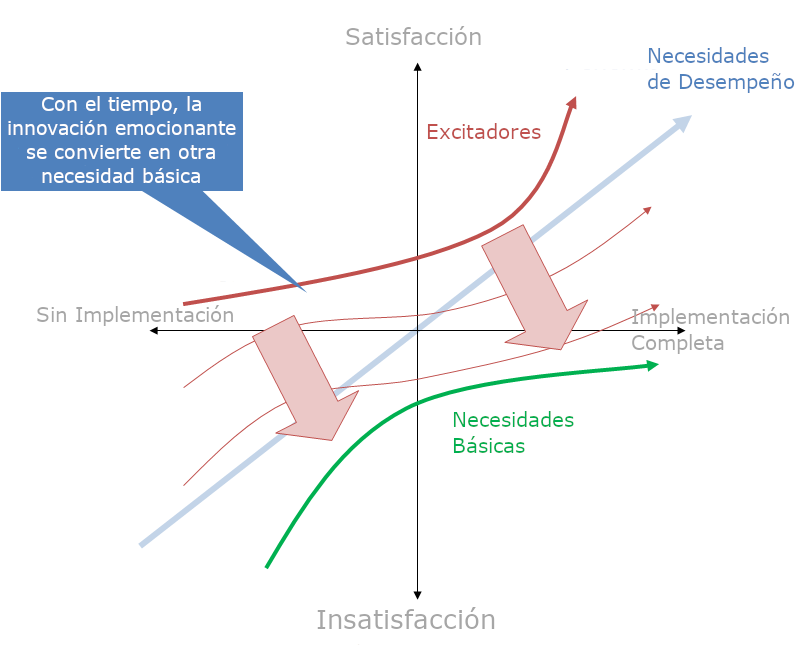 Satisfacción
Necesidades
de Desempeño
Con el tiempo, la
innovación emocionante
se convierte en otra
necesidad básica
Excitadores
Sin Implementación
Implementación
Completa
Necesidades
Básicas
Insatisfacción